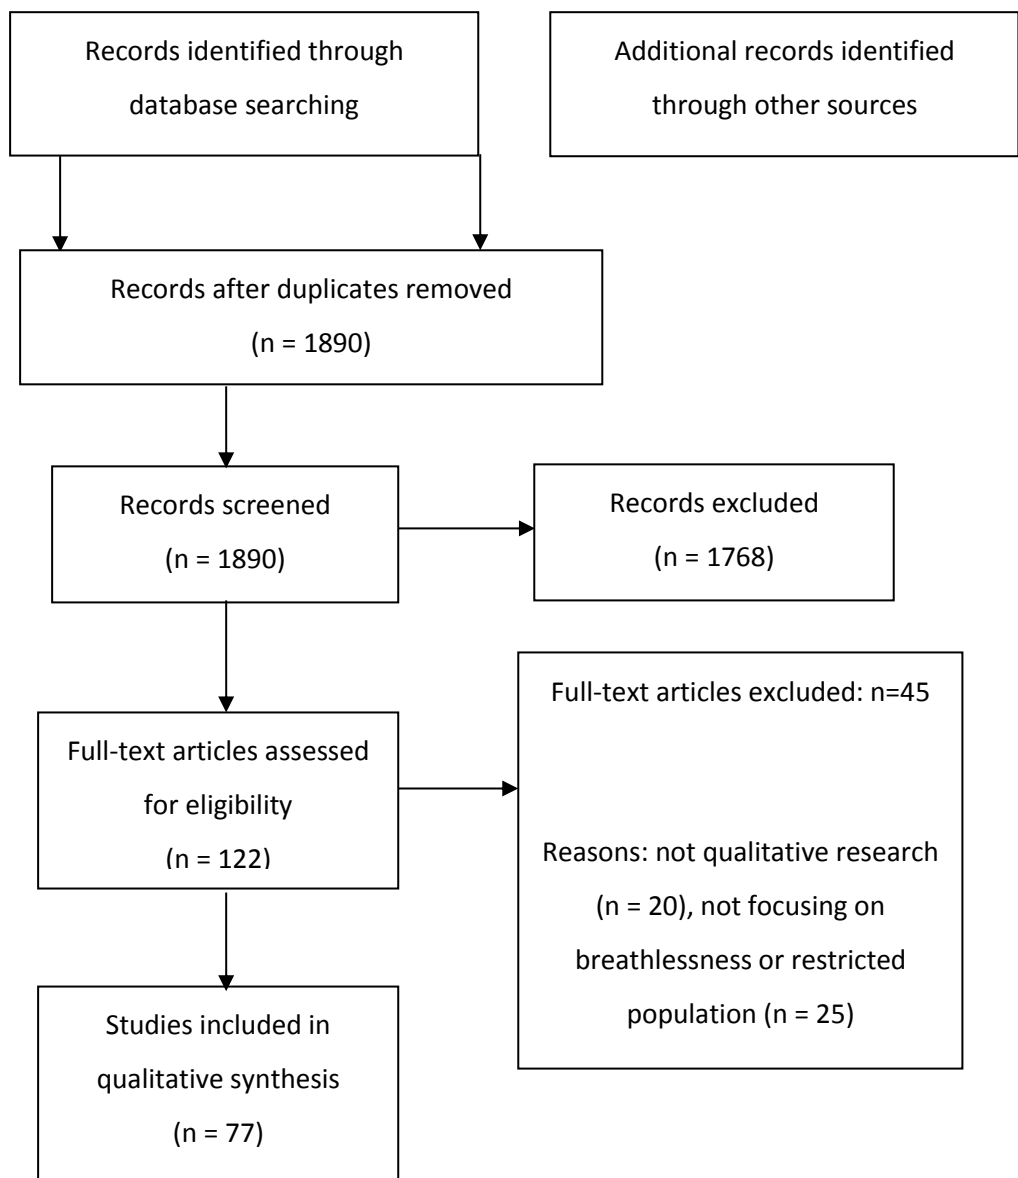 Records identified through
database searching
Additional records identified
through other sources
Records after duplicates removed
(n = 1890)
Records screened
(n = 1890)
Records excluded
(n = 1768)
Full-text articles assessed
for eligibility
(n = 122)
Full-text articles excluded: n=45
Reasons: not qualitative research
(n = 20), not focusing on
breathlessness or restricted
population (n = 25)
Studies included in
qualitative synthesis
(n = 77)